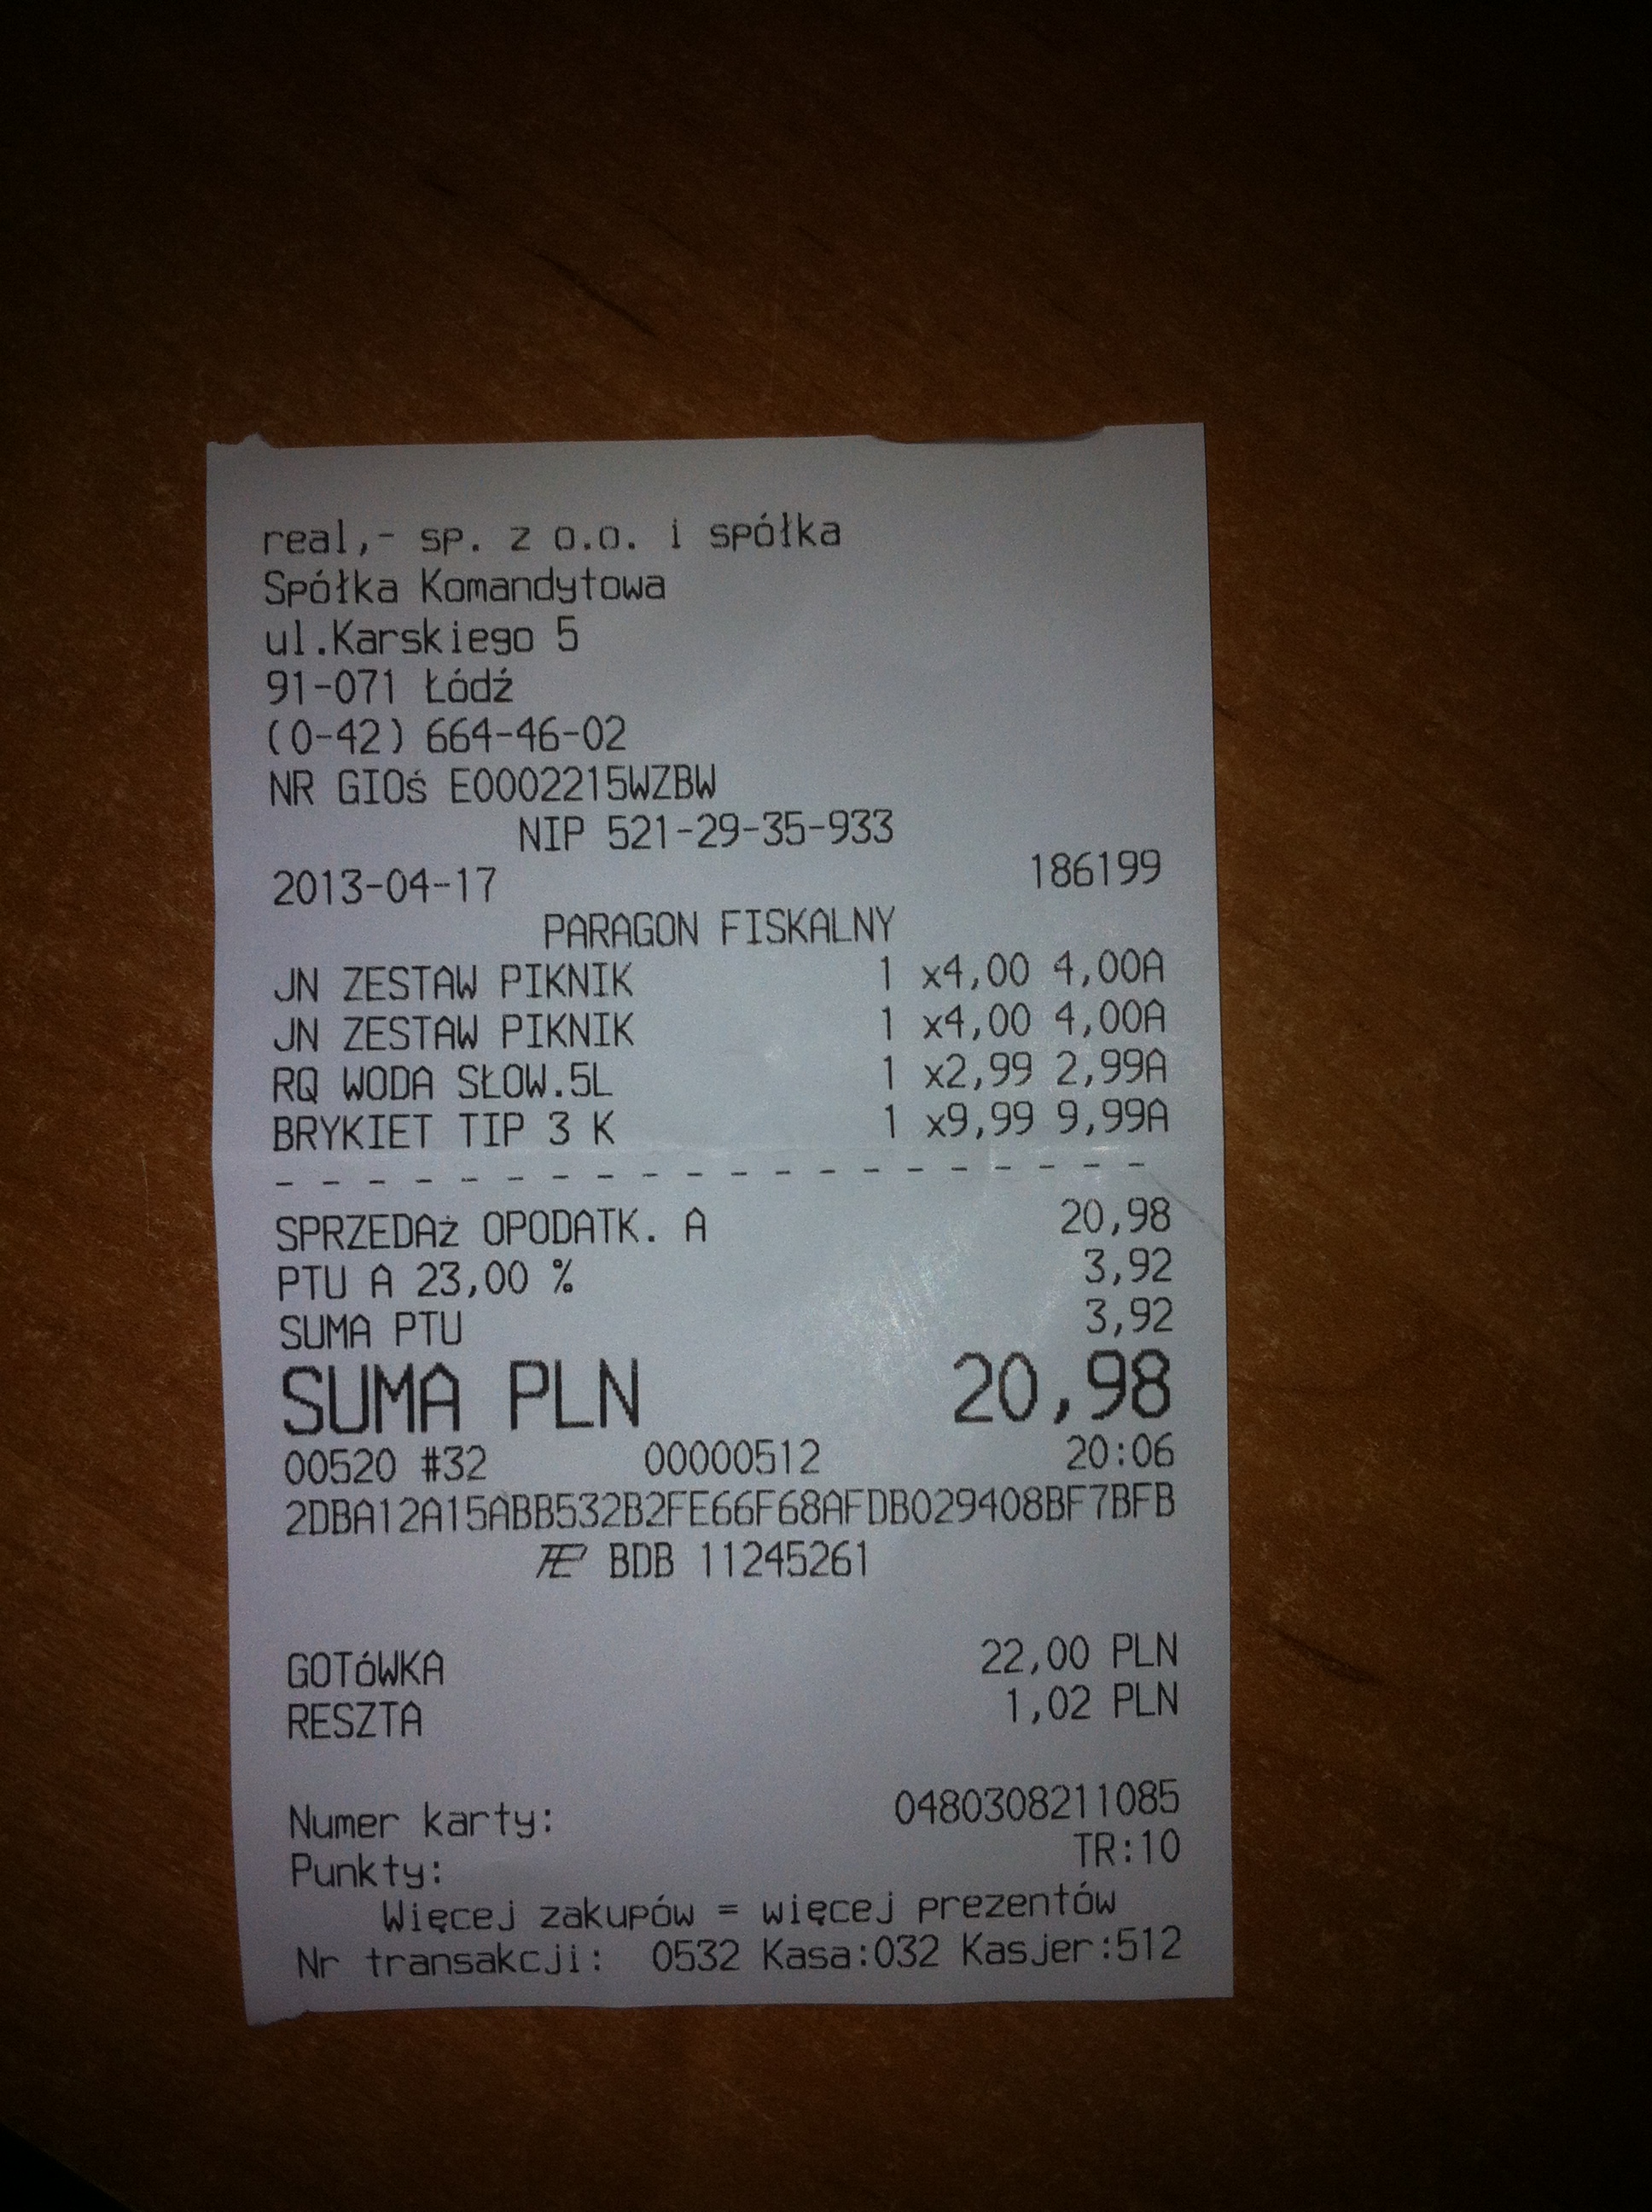 real,- sp. z o.o. i spółka
Spółka Komandytowa
ul.Karskiego 5
91-071 Łódź
(0-42) 664-46-02
NR GIOś E0002215WZBW
NIP 521-29-35-933
2013-04-17 186199
PARAGON FISKALNY
JN ZESTAW PIKNIK 1 x4,00 4,00A
JN ZESTAW PIKNIK 1 x4,00 4,00A
RQ WODA SŁOW.5L 1 x2,99 2,99A
BRYKIET TIP 3 K 1 x9,99 9,99A
- - - - - - - - - - - - - - - - - - - -
SPRZEDAż OPODATK. A 20,98
PTU A 23,00 % 3,92
SUMA PTU 3,92
SUMA PLN 20,98
00520 #32 00000512 20:06
2DBA12A15ABB532B2FE66F68AFDB029408BF7BFB
BDB 11245261
GOTóWKA 22,00 PLN
RESZTA 1,02 PLN
Numer karty: 0480308211085
Punkty: TR:10
Więcej zakupów = więcej prezentów
Nr transakcji: 0532 Kasa:032 Kasjer:512